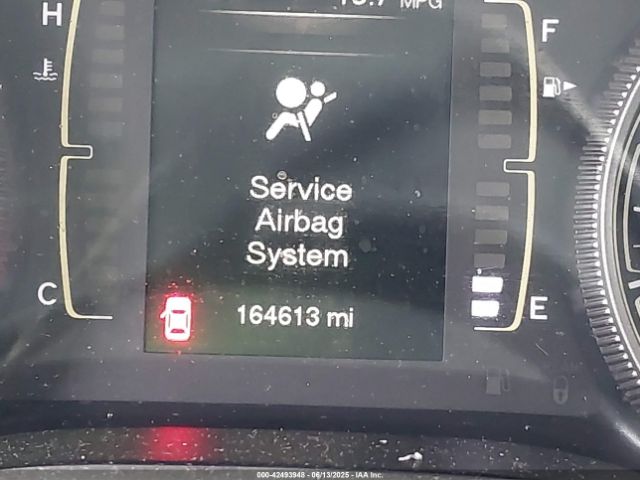 MPG
H
F
Service
Airbag
System
C
164613 mi
E
000-42493948 - 06/13/2025 - IAA Inc.